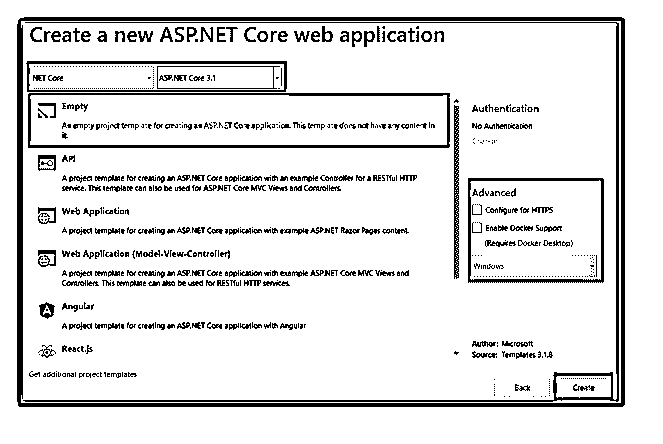 Create a new ASP.NET Core web application
.NET Core
ASP.NET Core 3.1
Empty
An empty project template for creating an ASP.NET Core application. This template does not have any content in
it.
API
A project template for creating an ASP.NET Core application with an example Controller for a RESTful HTTP
service. This template can also be used for ASP.NET Core MVC Views and Controllers.
Web Application
A project template for creating an ASP.NET Core application with example ASP.NET Razor Pages content.
Web Application (Model-View-Controller)
A project template for creating an ASP.NET Core application with example ASP.NET Core MVC Views and
Controllers. This template can also be used for RESTful HTTP services.
Angular
A project template for creating an ASP.NET Core application with Angular
React.js
Get additional project templates
Authentication
No Authentication
Change
Advanced
Configure for HTTPS
Enable Docker Support
(Requires Docker Desktop)
Windows
Author: Microsoft
Source: Templates 3.1.8
Back
Create